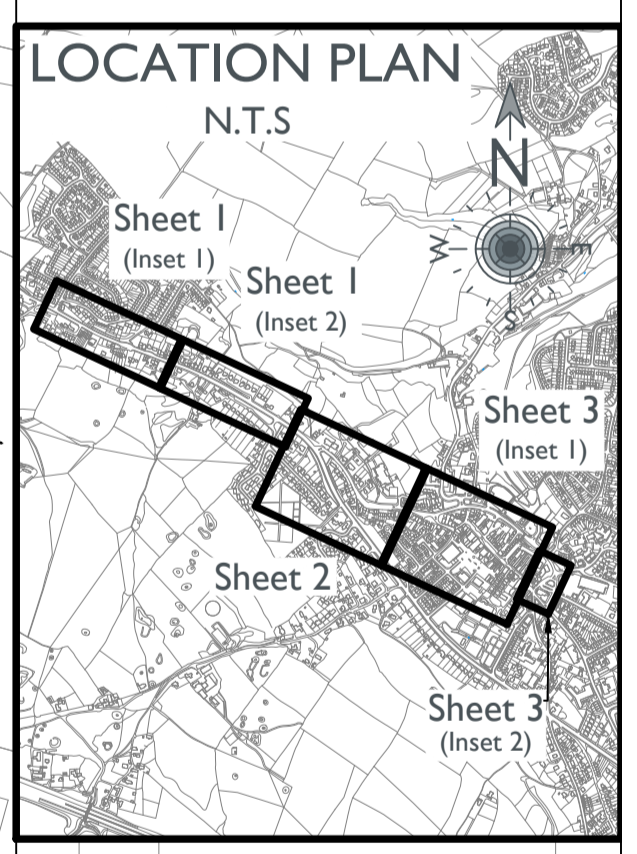 LOCATION PLAN
N.T.S
N
W
E
S
Sheet 1
(Inset 1)
Sheet 1
(Inset 2)
Sheet 3
(Inset 1)
Sheet 2
Sheet 3
(Inset 2)